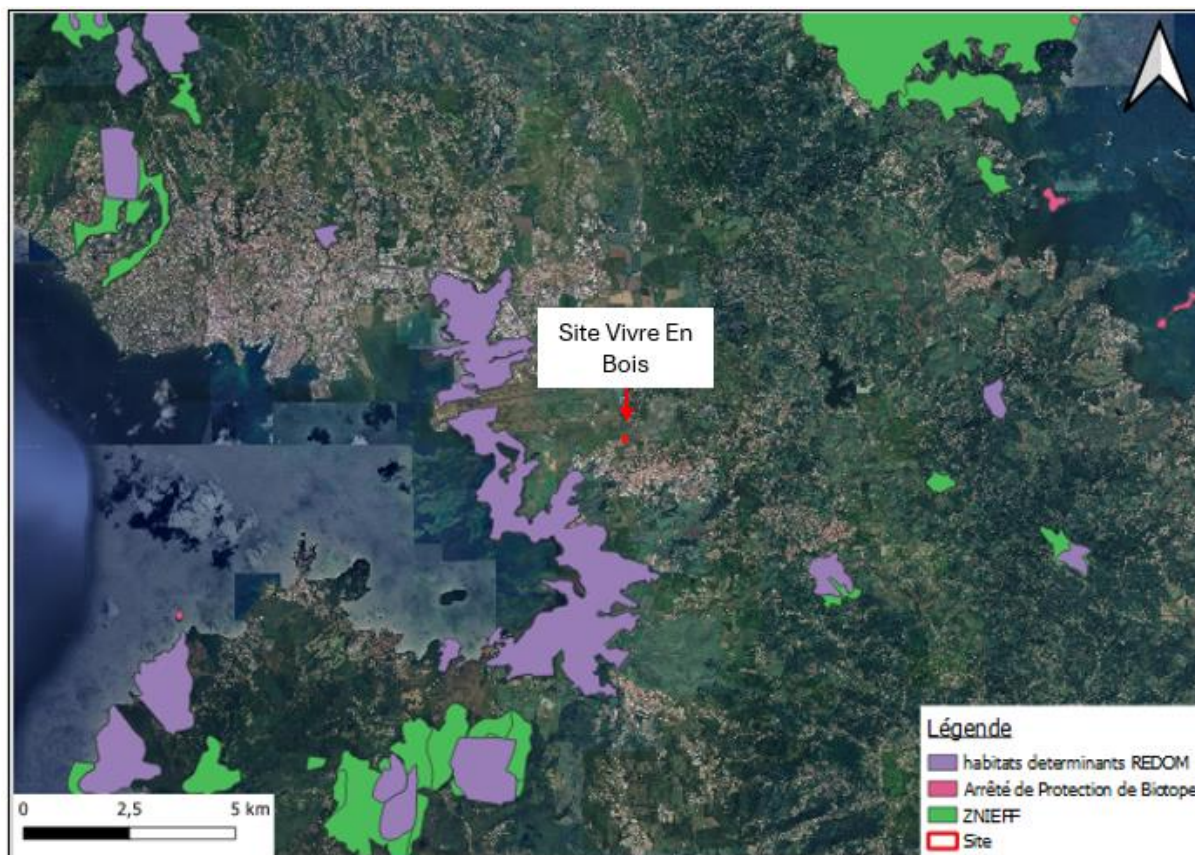 Site Vivre En
Bois
Légende
habitats determinants REDOM
Arrêté de Protection de Biotope
ZNIEFF
Site
0 2,5 5 km